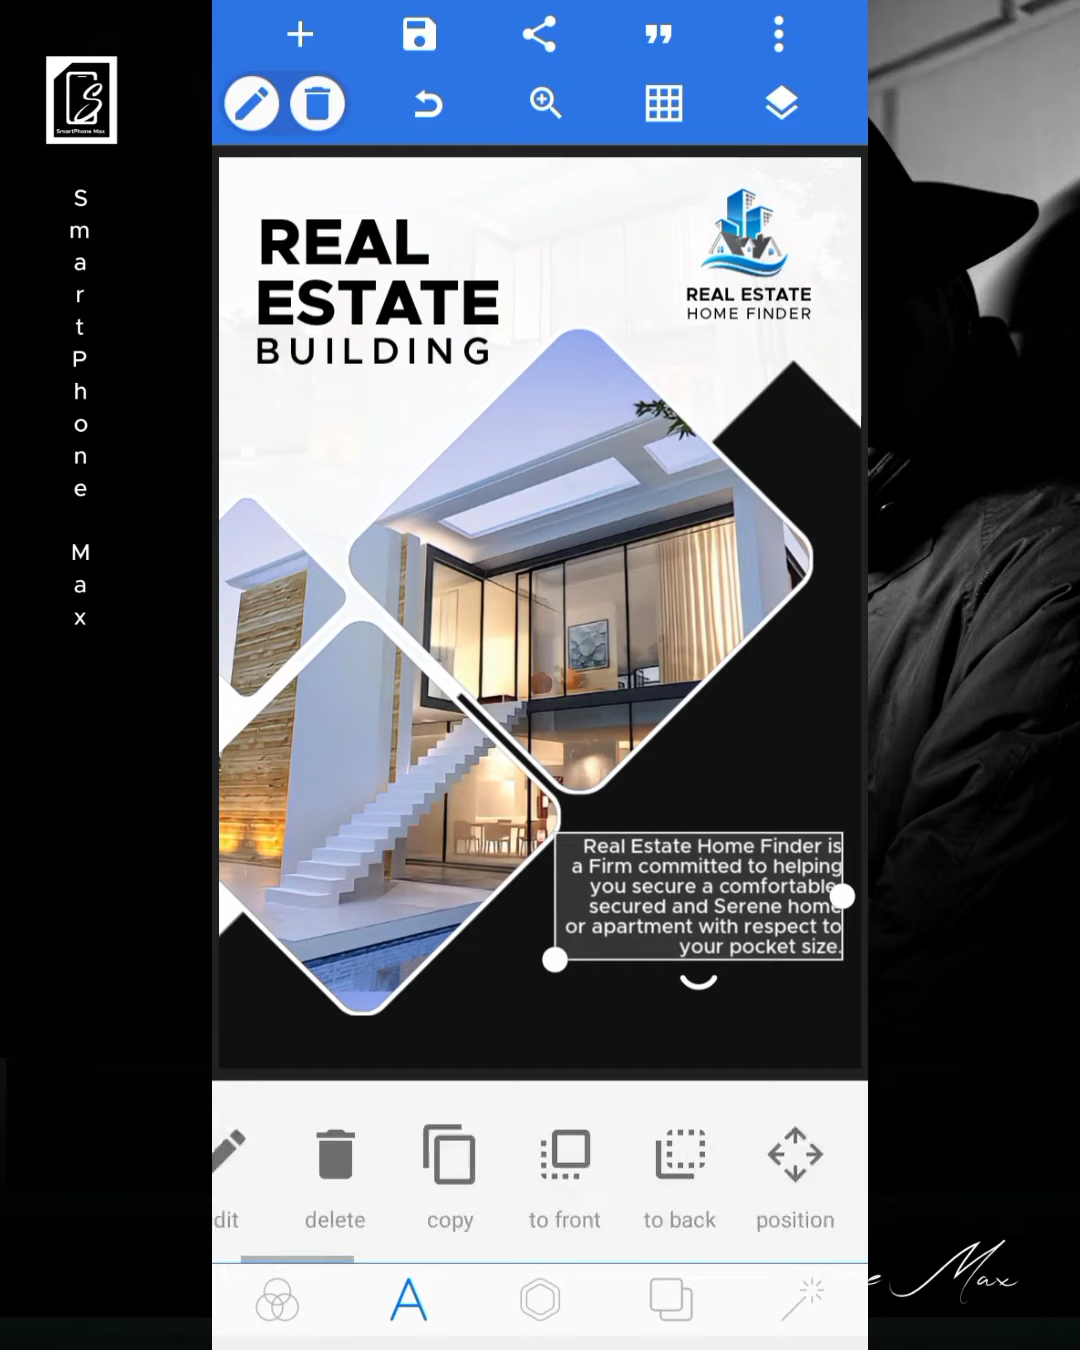 SmartPhone Max
SmartPhone Max
REAL
ESTATE
BUILDING
REAL ESTATE
HOME FINDER
Real Estate Home Finder is
a Firm committed to helping
you secure a comfortable,
secured and Serene home
or apartment with respect to
your pocket size.
dit
delete
copy
to front
to back
position
e Max